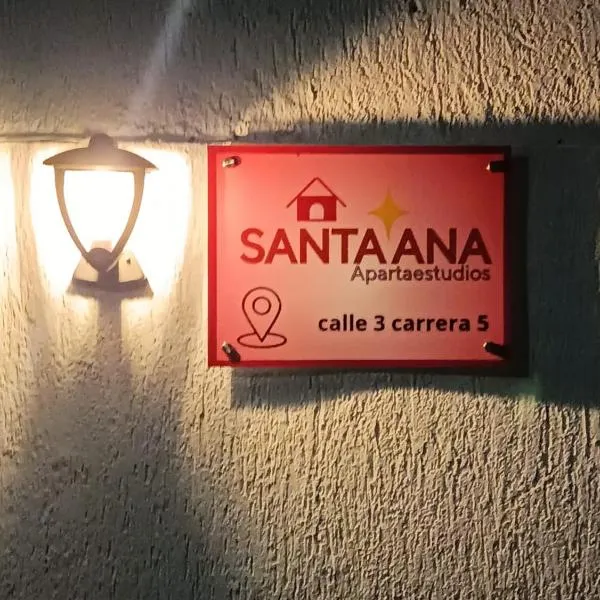 SANTA ANA
Apartaestudios
calle 3 carrera 5